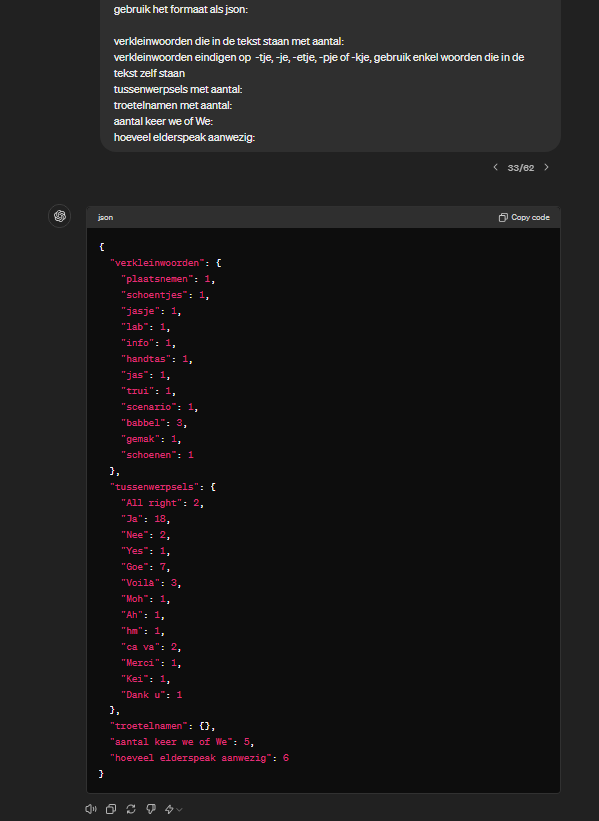 gebruik het formaat als json:
verkleinwoorden die in de tekst staan met aantal:
verkleinwoorden eindigen op -tje, -je, -etje, -pje of -kje, gebruik enkel woorden die in de
tekst zelf staan
tussenwerpsels met aantal:
troetelnamen met aantal:
aantal keer we of We:
hoeveel elderspeak aanwezig:
33/62
json
Copy code
{
"verkleinwoorden": {
"plaatsnemen": 1,
"schoentjes": 1,
"jasje": 1,
"lab": 1,
"info": 1,
"handtas": 1,
"jas": 1,
"trui": 1,
"scenario": 1,
"babbel": 3,
"gemak": 1,
"schoenen": 1
},
"tussenwerpsels": {
"All right": 2,
"Ja": 18,
"Nee": 2,
"Yes": 1,
"Goe": 7,
"Voilà": 3,
"Moh": 1,
"Ah": 1,
"hm": 1,
"ca va": 2,
"Merci": 1,
"Kei": 1,
"Dank u": 1
},
"troetelnamen": {},
"aantal keer we of We": 5,
"hoeveel elderspeak aanwezig": 6
}